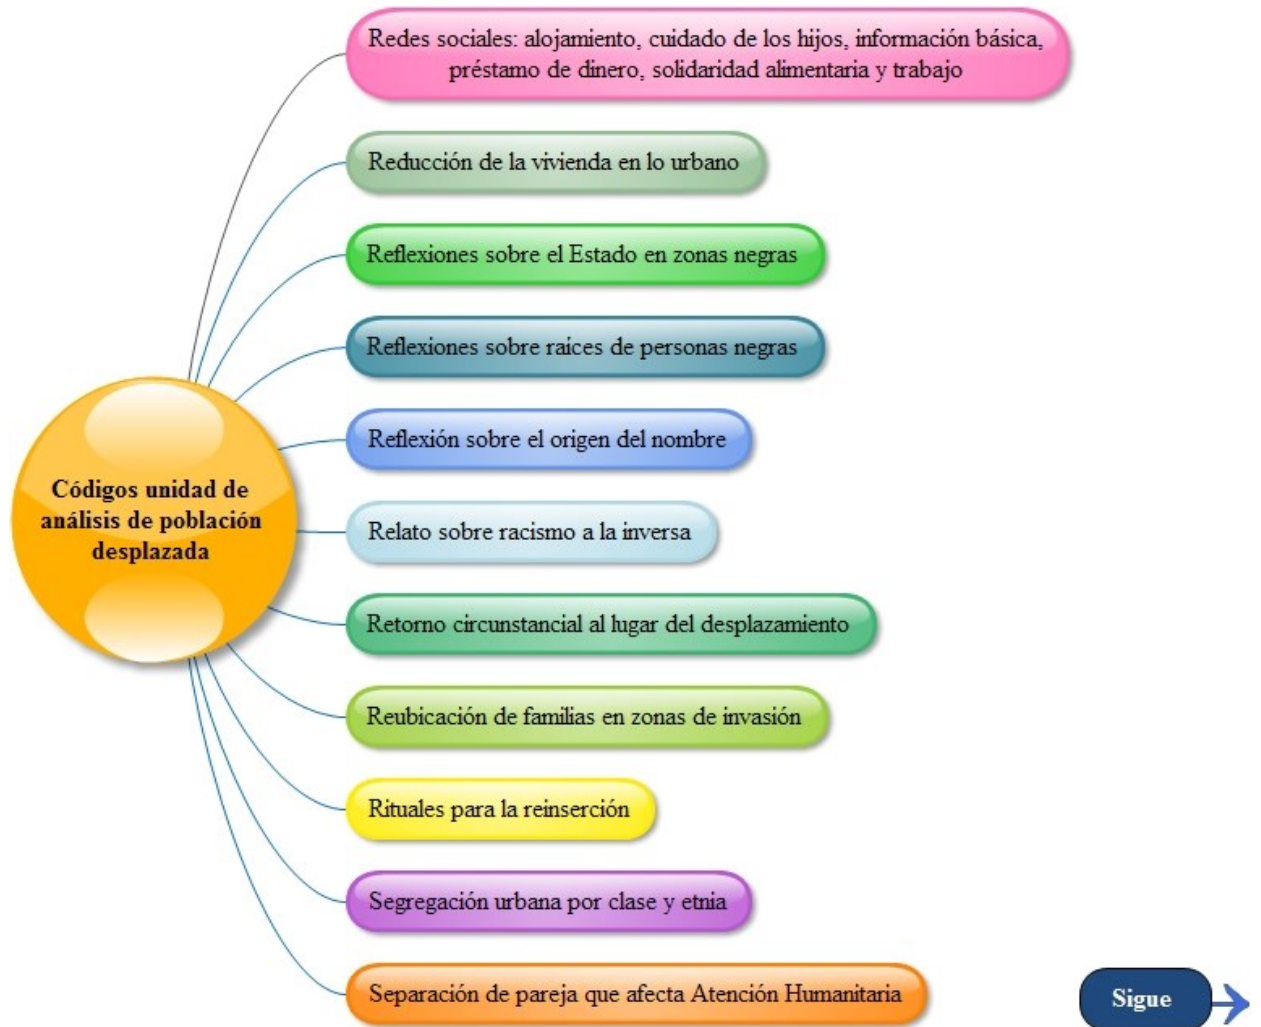 Redes sociales: alojamiento, cuidado de los hijos, información básica,
préstamo de dinero, solidaridad alimentaria y trabajo
Reducción de la vivienda en lo urbano
Reflexiones sobre el Estado en zonas negras
Reflexiones sobre raíces de personas negras
Reflexión sobre el origen del nombre
Códigos unidad de
análisis de población
desplazada
Relato sobre racismo a la inversa
Retorno circunstancial al lugar del desplazamiento
Reubicación de familias en zonas de invasión
Rituales para la reinserción
Segregación urbana por clase y etnia
Separación de pareja que afecta Atención Humanitaria
Sigue